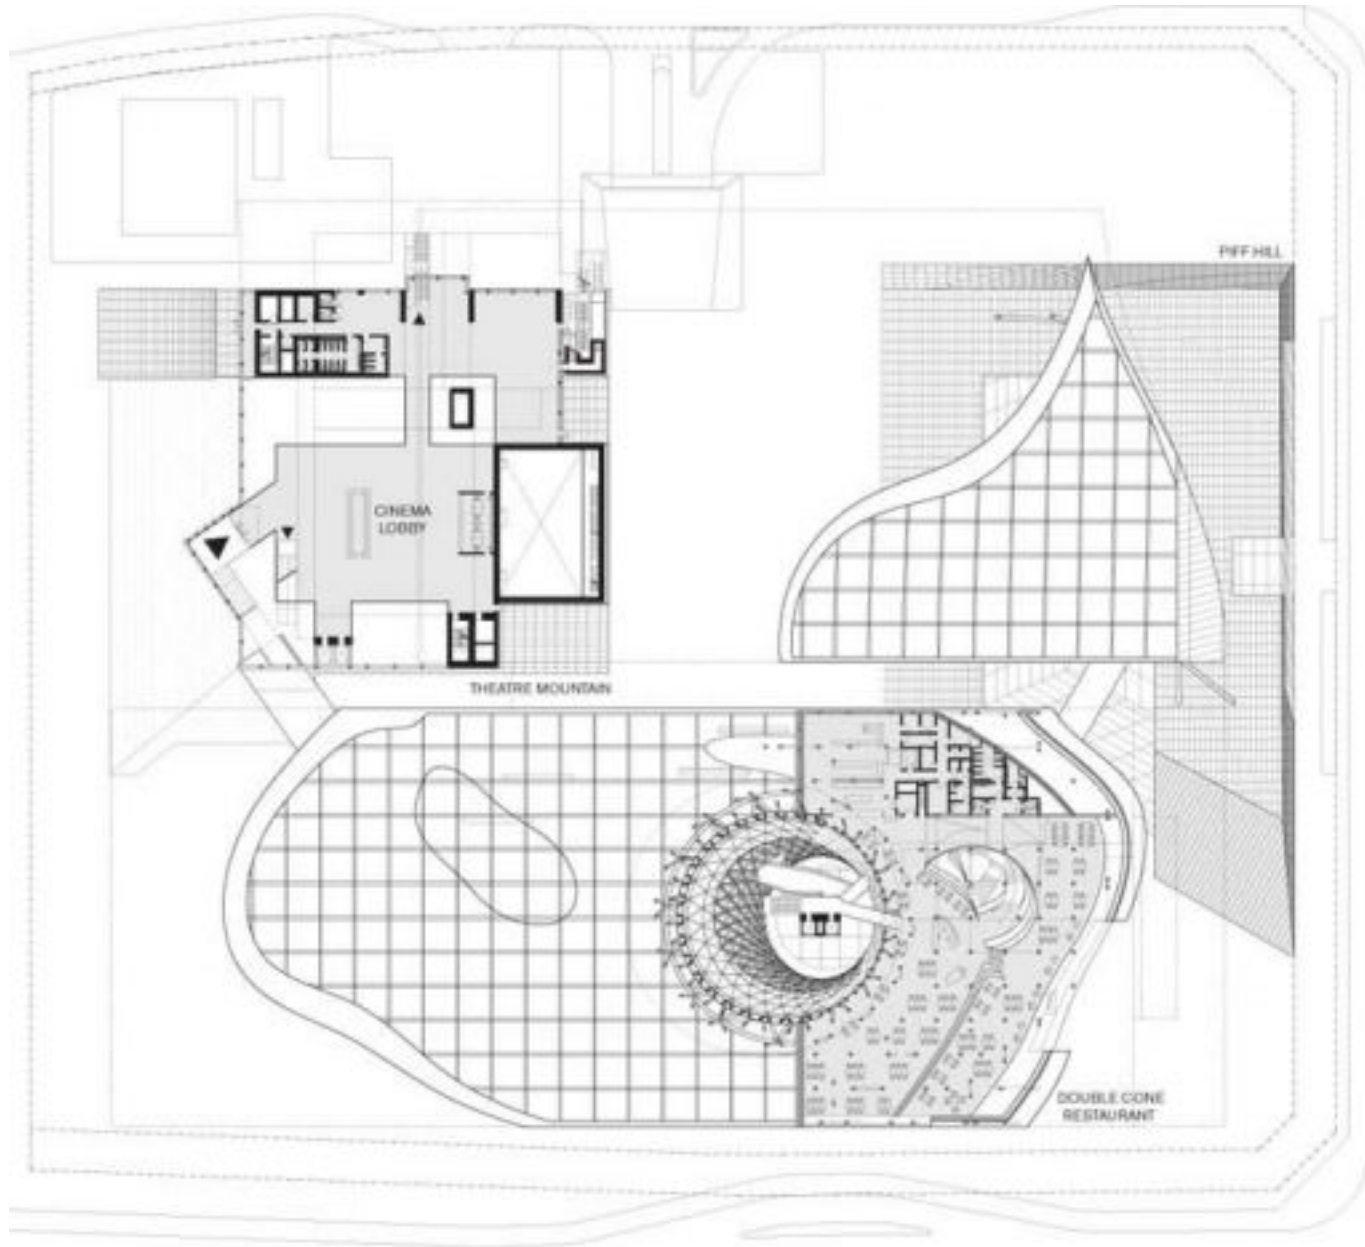 PIFF HILL
CINEMA
LOBBY
THEATRE MOUNTAIN
DOUBLE CONE
RESTAURANT